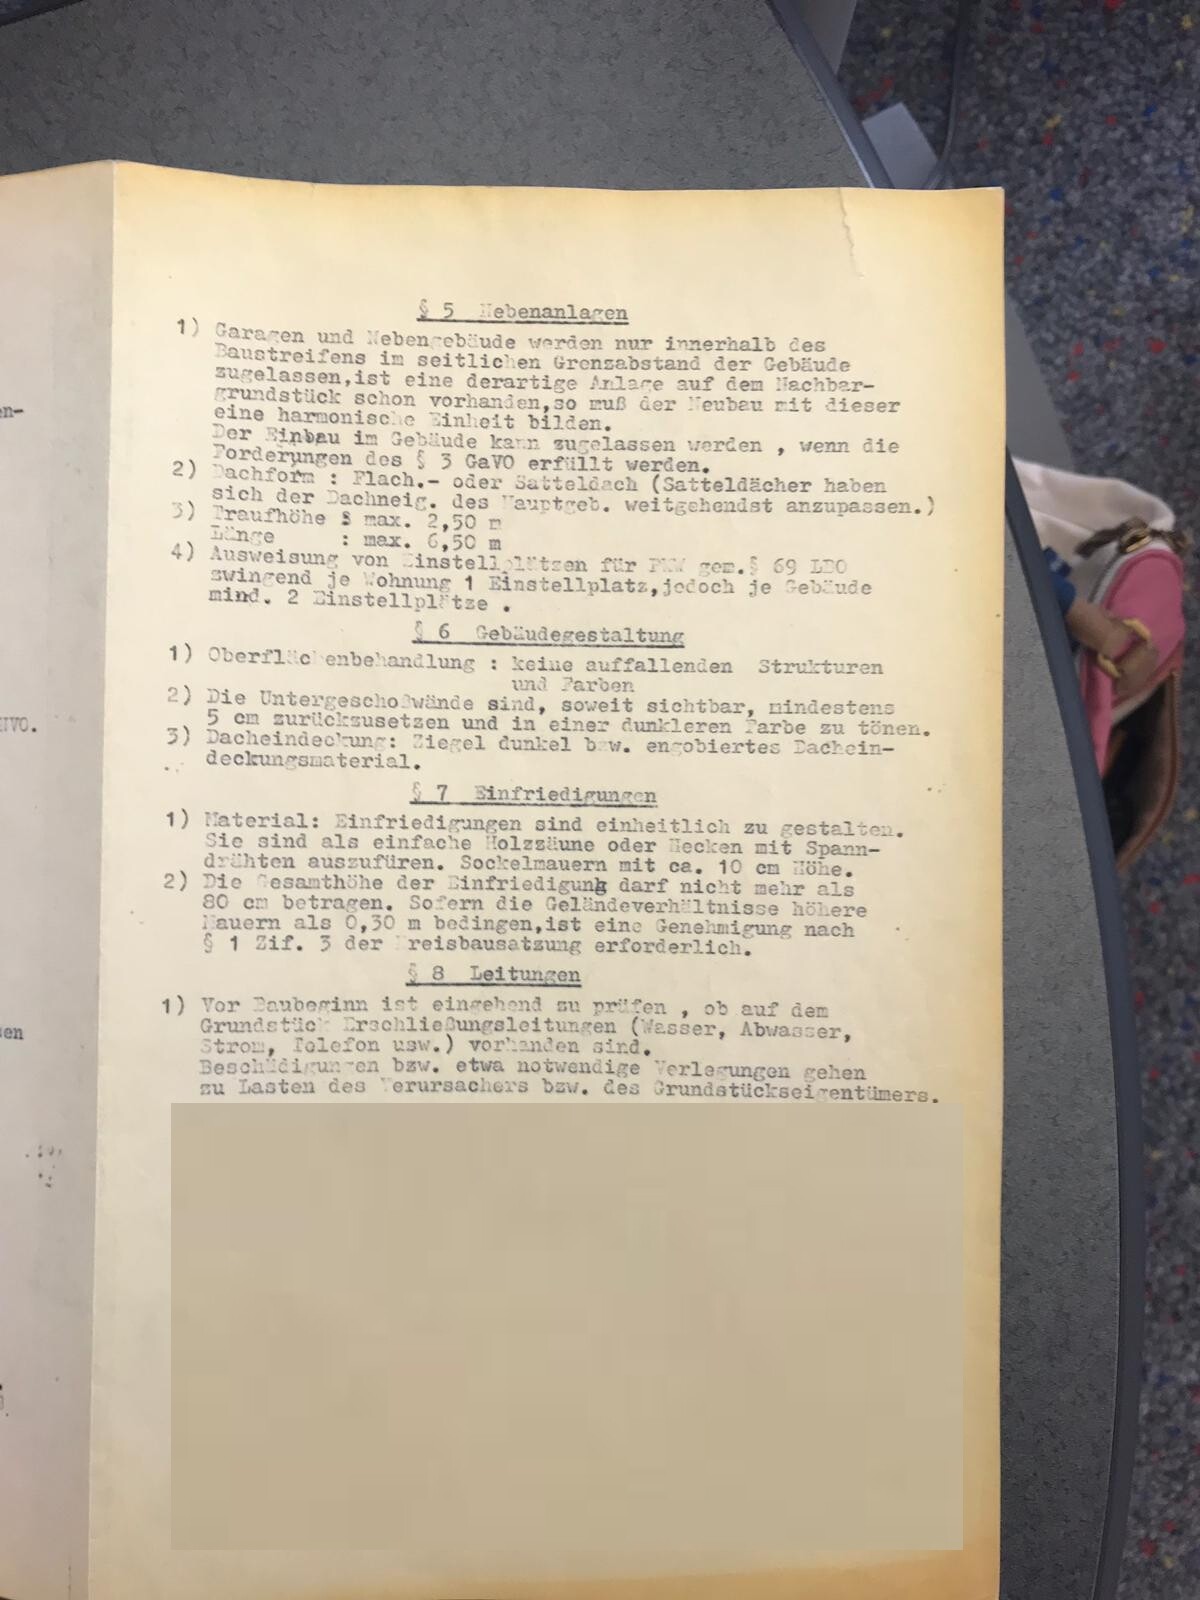 § 5 Nebenanlagen
1) Garagen und Nebengebäude werden nur innerhalb des
Baustreifens im seitlichen Grenzabstand der Gebäude
zugelassen,ist eine derartige Anlage auf dem Nachbar-
grundstück schon vorhanden,so muß der Neubau mit dieser
eine harmonische Einheit bilden.
Der Einbau im Gebäude kann zugelassen werden , wenn die
Forderungen des § 3 GaVO erfüllt werden.
2) Dachform : Flach.- oder Satteldach (Satteldächer haben
sich der Dachneig. des Hauptgeb. weitgehendst anzupassen.)
3) Traufhöhe : max. 2,50 m
Länge : max. 6,50 m
4) Ausweisung von Einstellplätzen für PKW gem.§ 69 LBO
zwingend je Wohnung 1 Einstellplatz,jedoch je Gebäude
mind. 2 Einstellplätze .
§ 6 Gebäudegestaltung
1) Oberflächenbehandlung : keine auffallenden Strukturen
und Farben
2) Die Untergeschoßwände sind, soweit sichtbar, mindestens
5 cm zurückzusetzen und in einer dunkleren Farbe zu tönen.
3) Dacheindeckung: Ziegel dunkel bzw. engobiertes Dachein-
deckungsmaterial.
§ 7 Einfriedigungen
1) Material: Einfriedigungen sind einheitlich zu gestalten.
Sie sind als einfache Holzzäune oder Hecken mit Spann-
drähten auszufüren. Sockelmauern mit ca. 10 cm Höhe.
2) Die Gesamthöhe der Einfriedigung darf nicht mehr als
80 cm betragen. Sofern die Geländeverhältnisse höhere
Mauern als 0,30 m bedingen,ist eine Genehmigung nach
§ 1 Zif. 3 der Kreisbausatzung erforderlich.
§ 8 Leitungen
1) Vor Baubeginn ist eingehend zu prüfen , ob auf dem
Grundstück Erschließungsleitungen (Wasser, Abwasser,
Strom, Telefon usw.) vorhanden sind.
Beschädigungen bzw. etwa notwendige Verlegungen gehen
zu Lasten des Verursachers bzw. des Grundstückseigentümers.